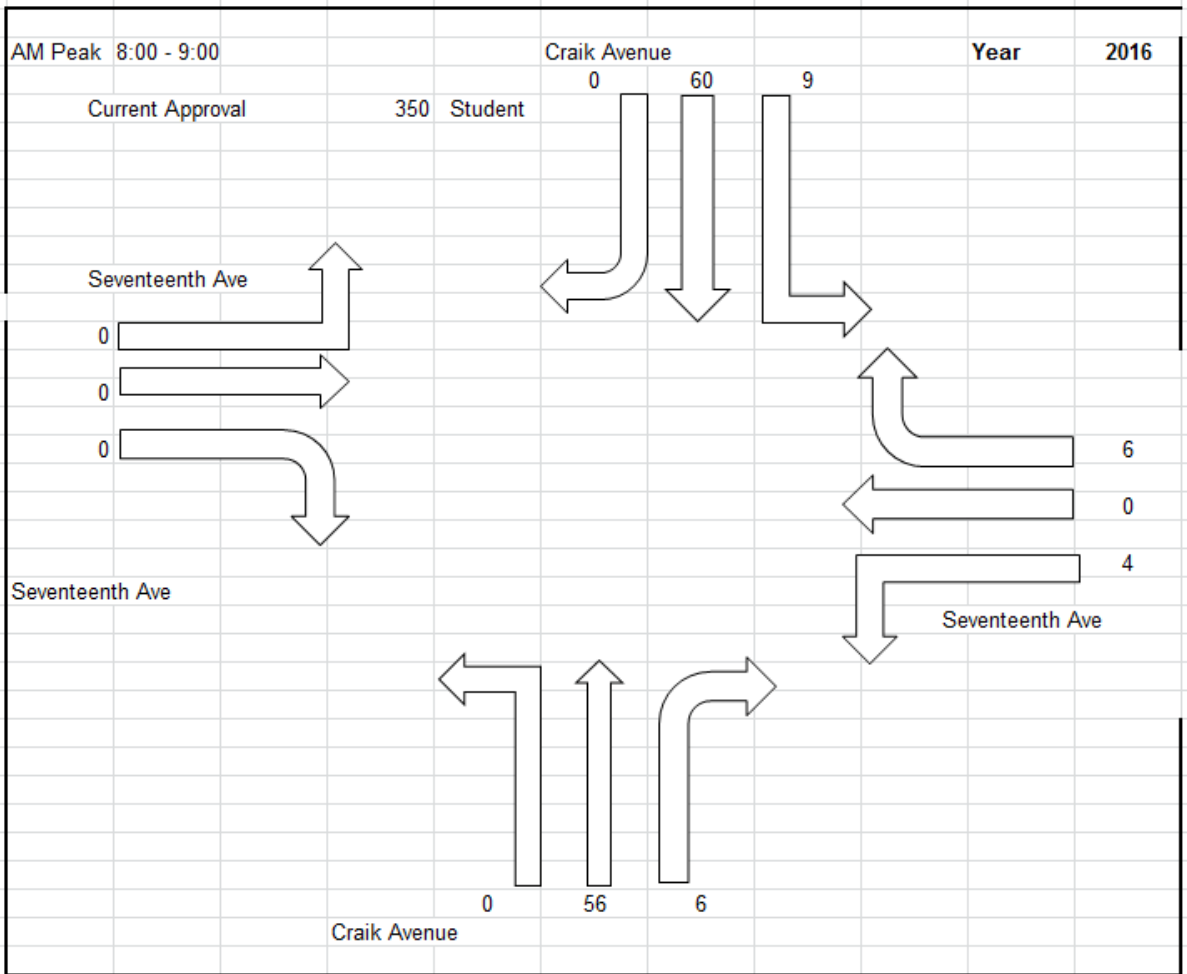 AM Peak 8:00 - 9:00 Craik Avenue Year 2016
0 60 9
Current Approval 350 Student
Seventeenth Ave
0
0
0 6
0
4
Seventeenth Ave
Seventeenth Ave
0 56 6
Craik Avenue